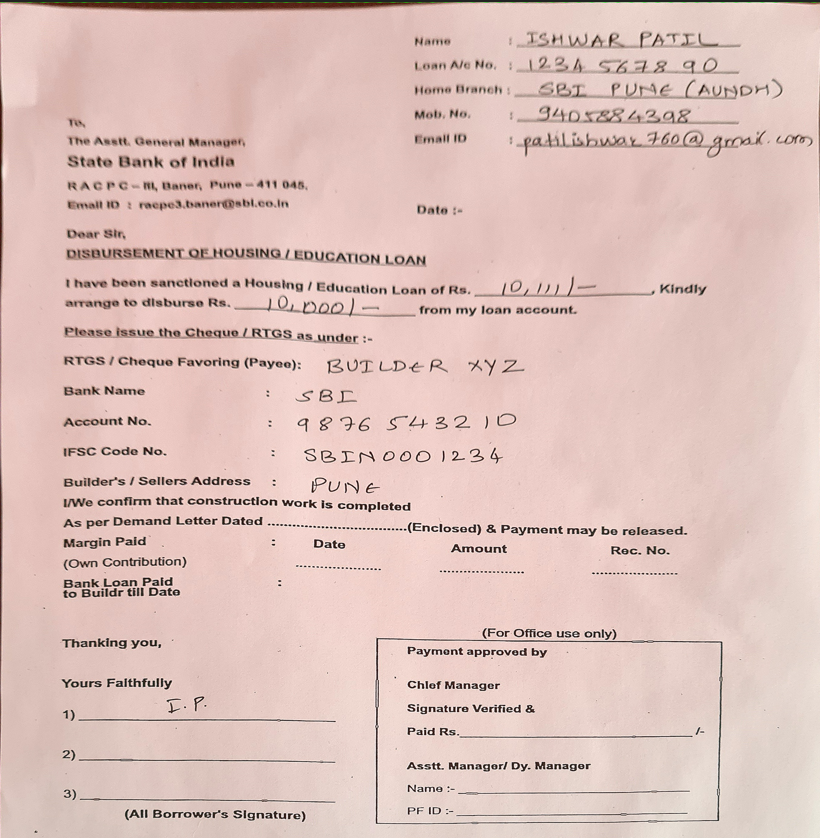 Name : ISHWAR PATIL
Loan A/c No. : 1234 5678 90
Home Branch : SBI PUNE (AUNDH)
Mob. No. : 9405884398
Email ID : patilishwar760@gmail.com
To,
The Asstt. General Manager,
State Bank of India
R A C P C – III, Baner, Pune – 411 045.
Email ID : racpc3.baner@sbi.co.in
Date :-
Dear Sir,
DISBURSEMENT OF HOUSING / EDUCATION LOAN
I have been sanctioned a Housing / Education Loan of Rs. 10,111/- , Kindly
arrange to disburse Rs. 10,000/- from my loan account.
Please issue the Cheque / RTGS as under :-
RTGS / Cheque Favoring (Payee): BUILDER XYZ
Bank Name : SBI
Account No. : 9876 543210
IFSC Code No. : SBIN0001234
Builder's / Sellers Address : PUNE
I/We confirm that construction work is completed
As per Demand Letter Dated ..................................(Enclosed) & Payment may be released.
Margin Paid : Date Amount Rec. No.
(Own Contribution) ..................... ..................... .....................
Bank Loan Paid :
to Buildr till Date
Thanking you,
Yours Faithfully
1) I.P.
2)
3)
(All Borrower's Signature)
(For Office use only)
Payment approved by
Chief Manager
Signature Verified &
Paid Rs. /-
Asstt. Manager/ Dy. Manager
Name :-
PF ID :-